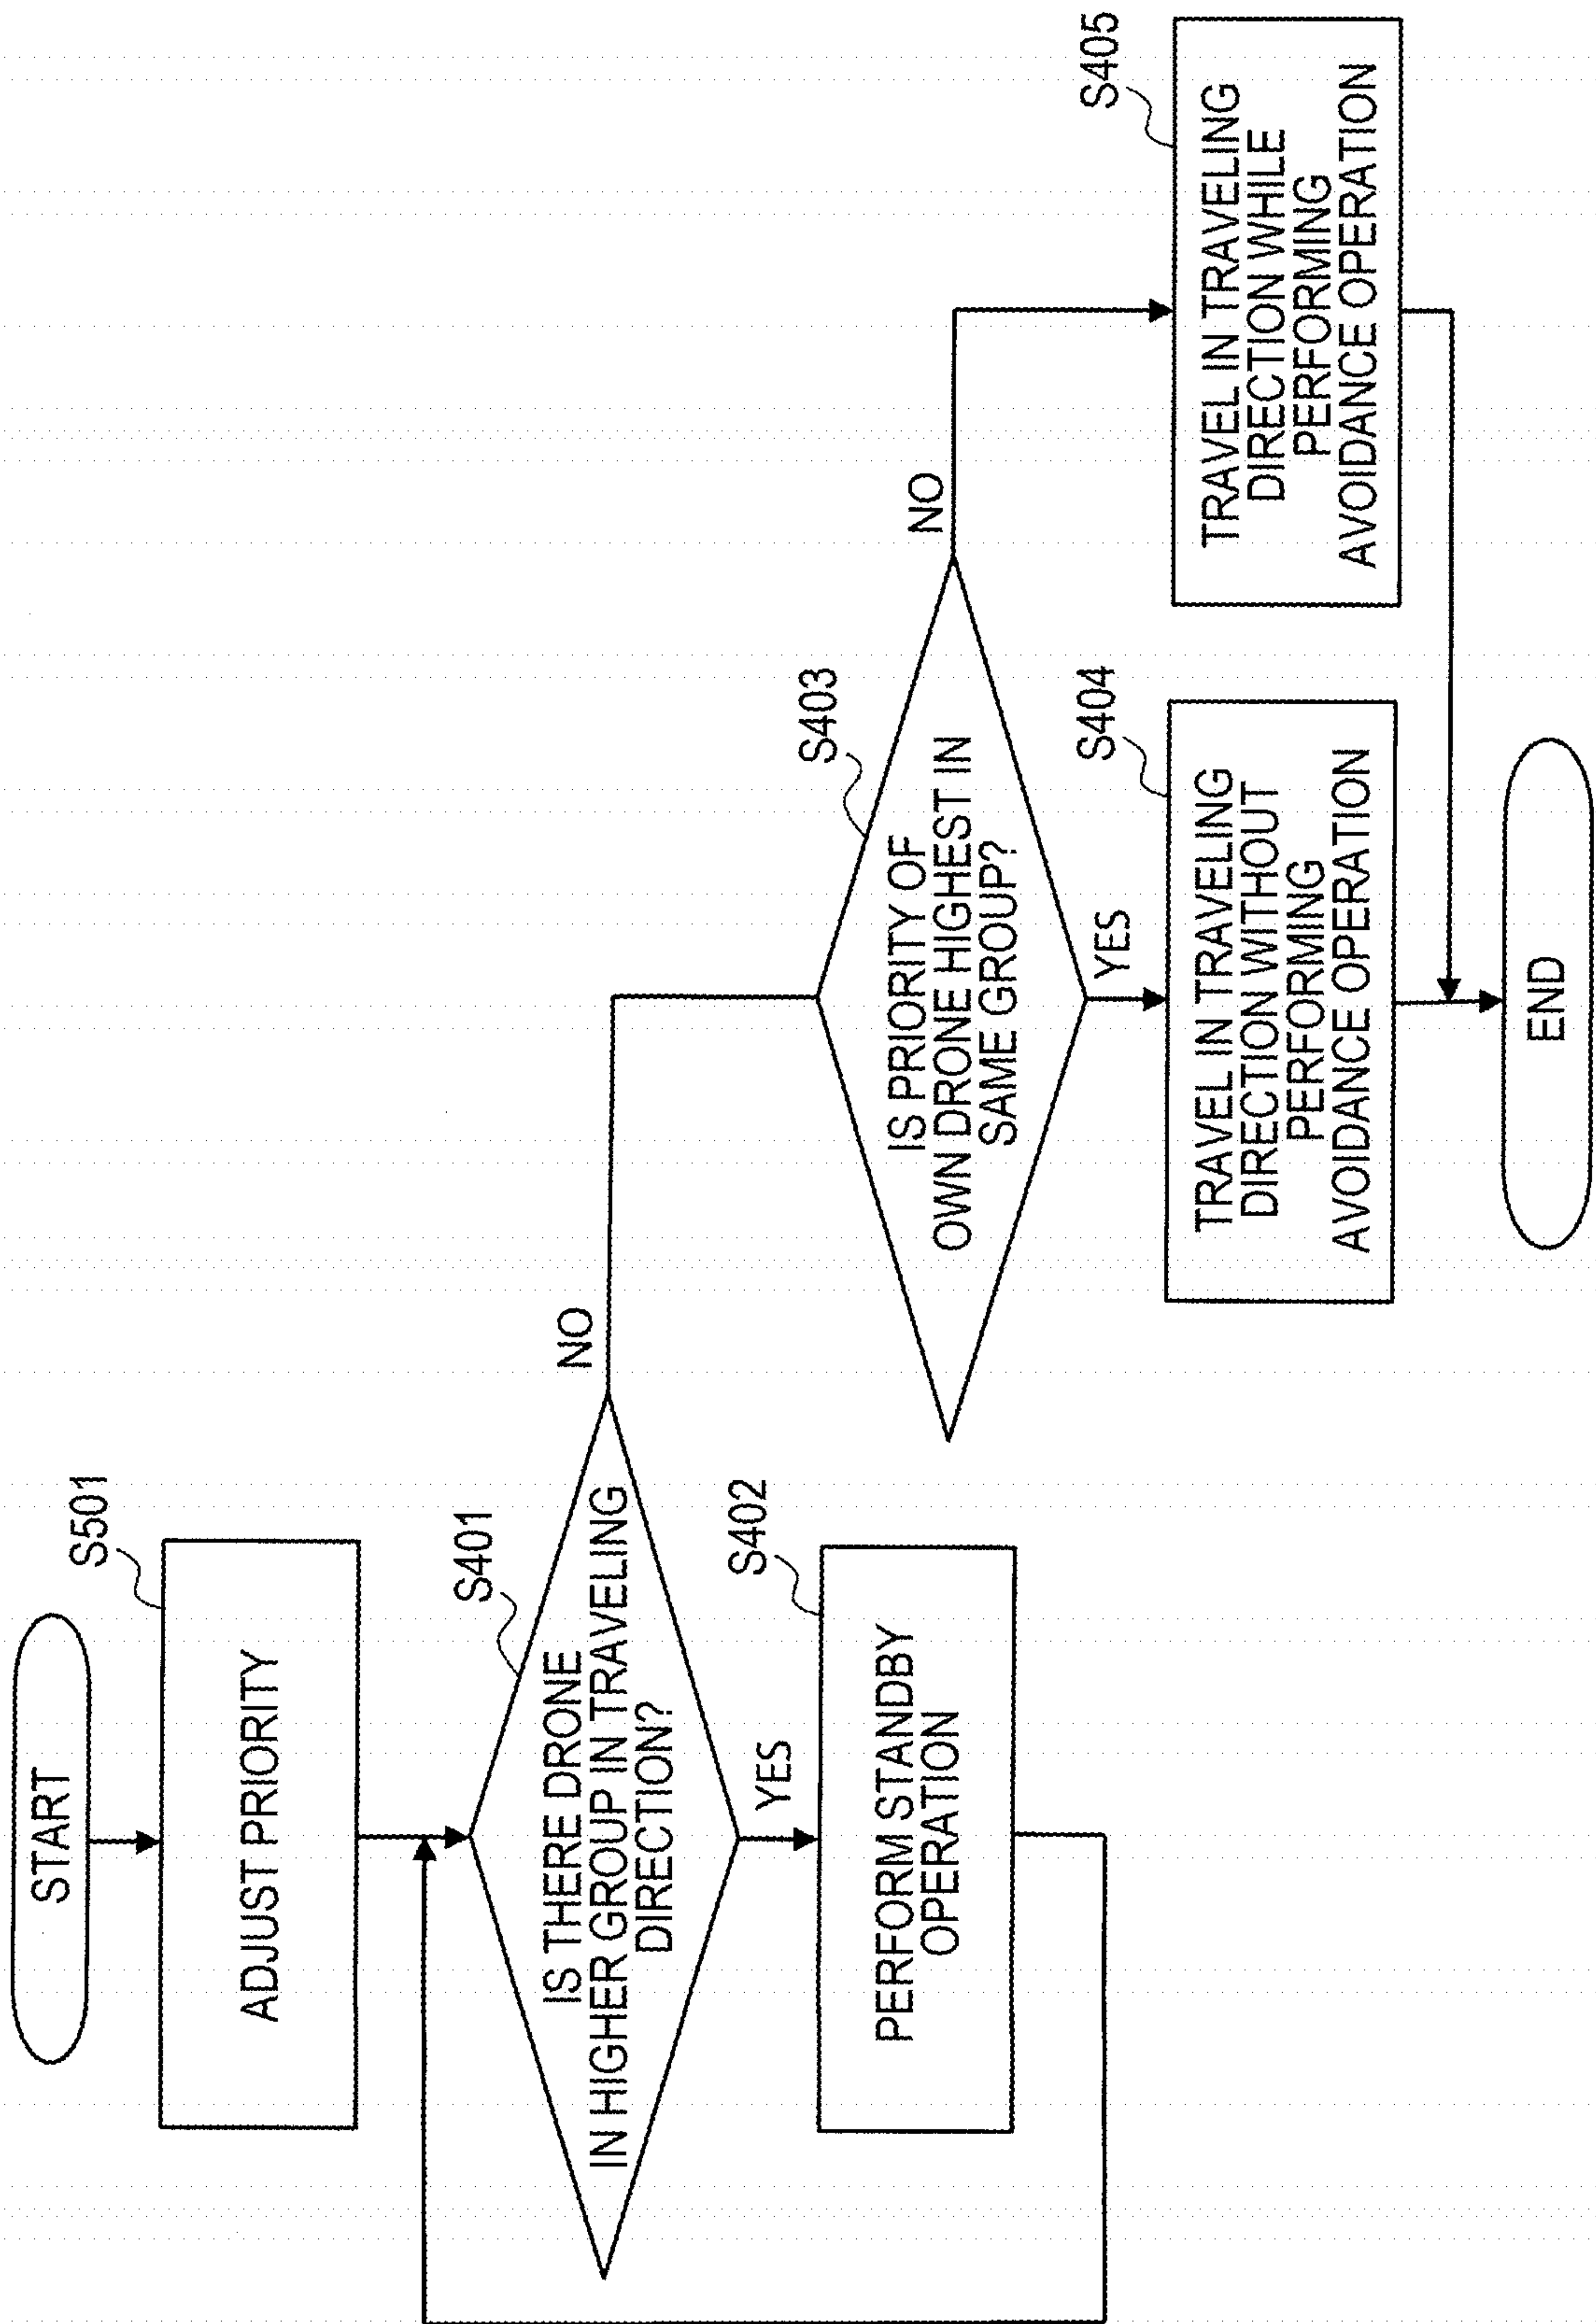 START
S501
ADJUST PRIORITY
S401
IS THERE DRONE
IN HIGHER GROUP IN TRAVELING
DIRECTION?
NO
YES
S402
PERFORM STANDBY
OPERATION
S403
IS PRIORITY OF
OWN DRONE HIGHEST IN
SAME GROUP?
NO
YES
S404
TRAVEL IN TRAVELING
DIRECTION WITHOUT
PERFORMING
AVOIDANCE OPERATION
S405
TRAVEL IN TRAVELING
DIRECTION WHILE
PERFORMING
AVOIDANCE OPERATION
END